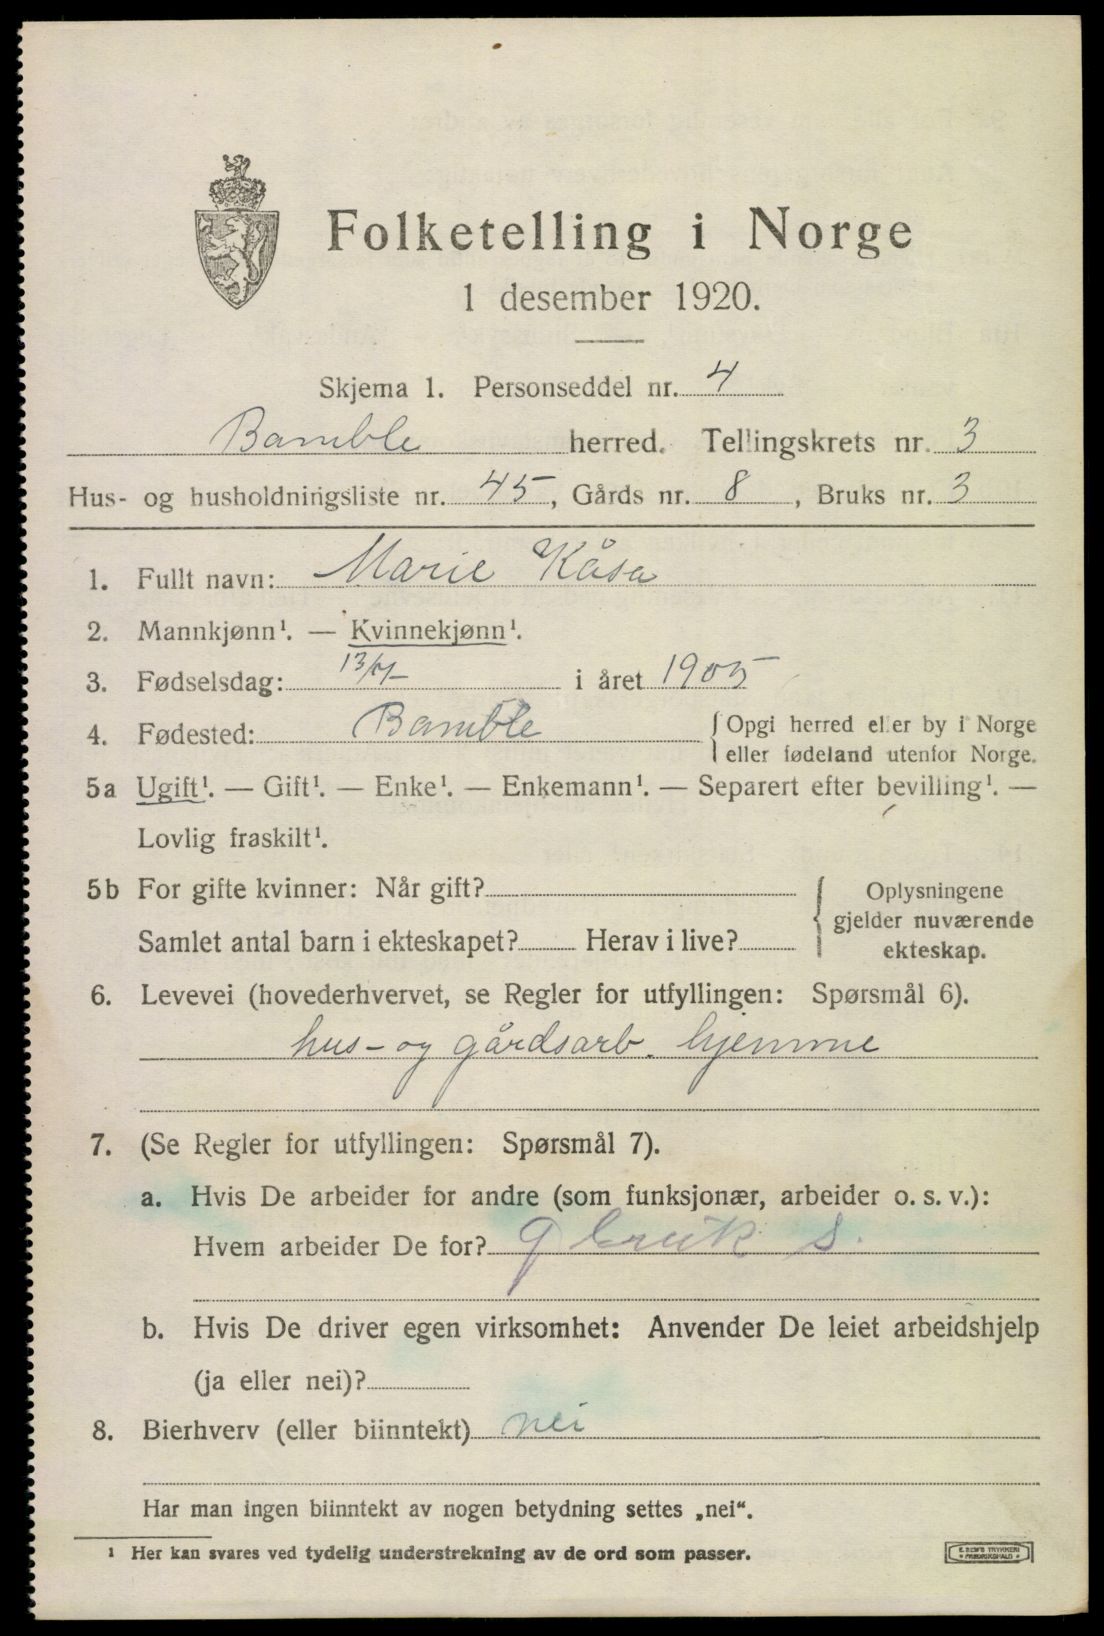 Folketelling i Norge
1 desember 1920.
Skjema 1. Personseddel nr. 4
Bamble herred. Tellingskrets nr. 3
Hus- og husholdningsliste nr. 45, Gårds nr. 8, Bruks nr. 3
1. Fullt navn: Marie Kåsa
2. Mannkjønn¹. — Kvinnekjønn¹.
3. Fødselsdag: 13/4 i året 1905
4. Fødested: Bamble {Opgi herred eller by i Norge
eller fødeland utenfor Norge.
5a Ugift¹. — Gift¹. — Enke¹. — Enkemann¹. — Separert efter bevilling¹. —
Lovlig fraskilt¹.
5b For gifte kvinner: Når gift? { Oplysningene
gjelder nuværende
Samlet antal barn i ekteskapet? Herav i live? ekteskap.
6. Levevei (hovederhvervet, se Regler for utfyllingen: Spørsmål 6).
hus- og gårdsarb. hjemme
7. (Se Regler for utfyllingen: Spørsmål 7).
a. Hvis De arbeider for andre (som funksjonær, arbeider o. s. v.):
Hvem arbeider De for? g s.
b. Hvis De driver egen virksomhet: Anvender De leiet arbeidshjelp
(ja eller nei)?
8. Bierhverv (eller biinntekt) nei
Har man ingen biinntekt av nogen betydning settes „nei“.
¹ Her kan svares ved tydelig understrekning av de ord som passer.